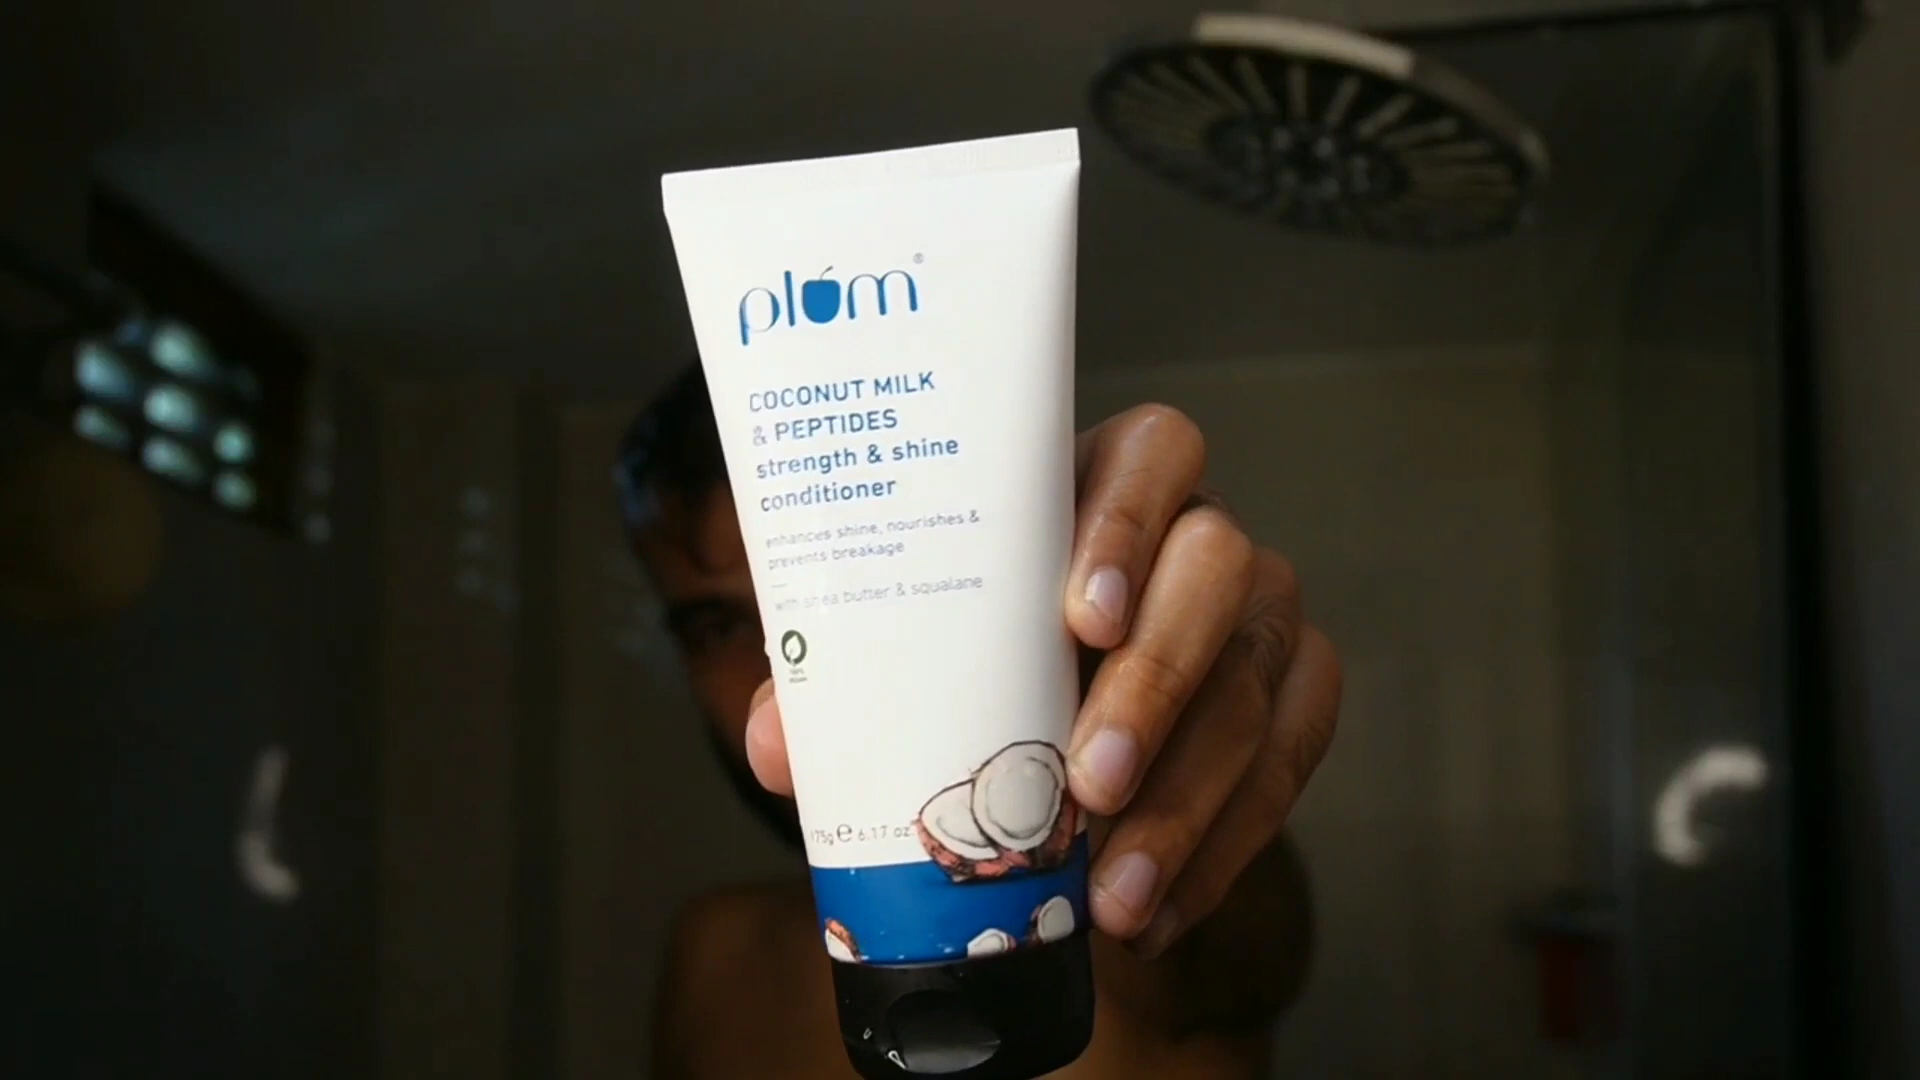 plum®
COCONUT MILK
& PEPTIDES
strength & shine
conditioner
enhances shine, nourishes &
prevents breakage
with shea butter & squalane
175g e 6.17 oz